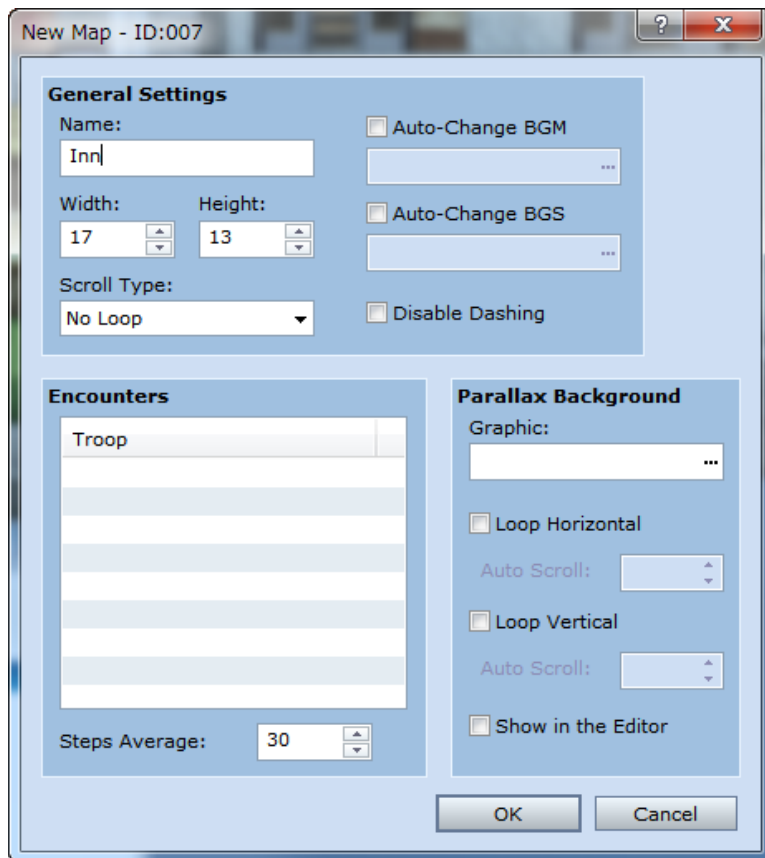 New Map - ID:007
?
X
General Settings
Name:
Inn
Width:
Height:
17
13
Scroll Type:
No Loop
Auto-Change BGM
...
Auto-Change BGS
...
Disable Dashing
Encounters
Troop
Steps Average:
30
Parallax Background
Graphic:
...
Loop Horizontal
Auto Scroll:
Loop Vertical
Auto Scroll:
Show in the Editor
OK
Cancel